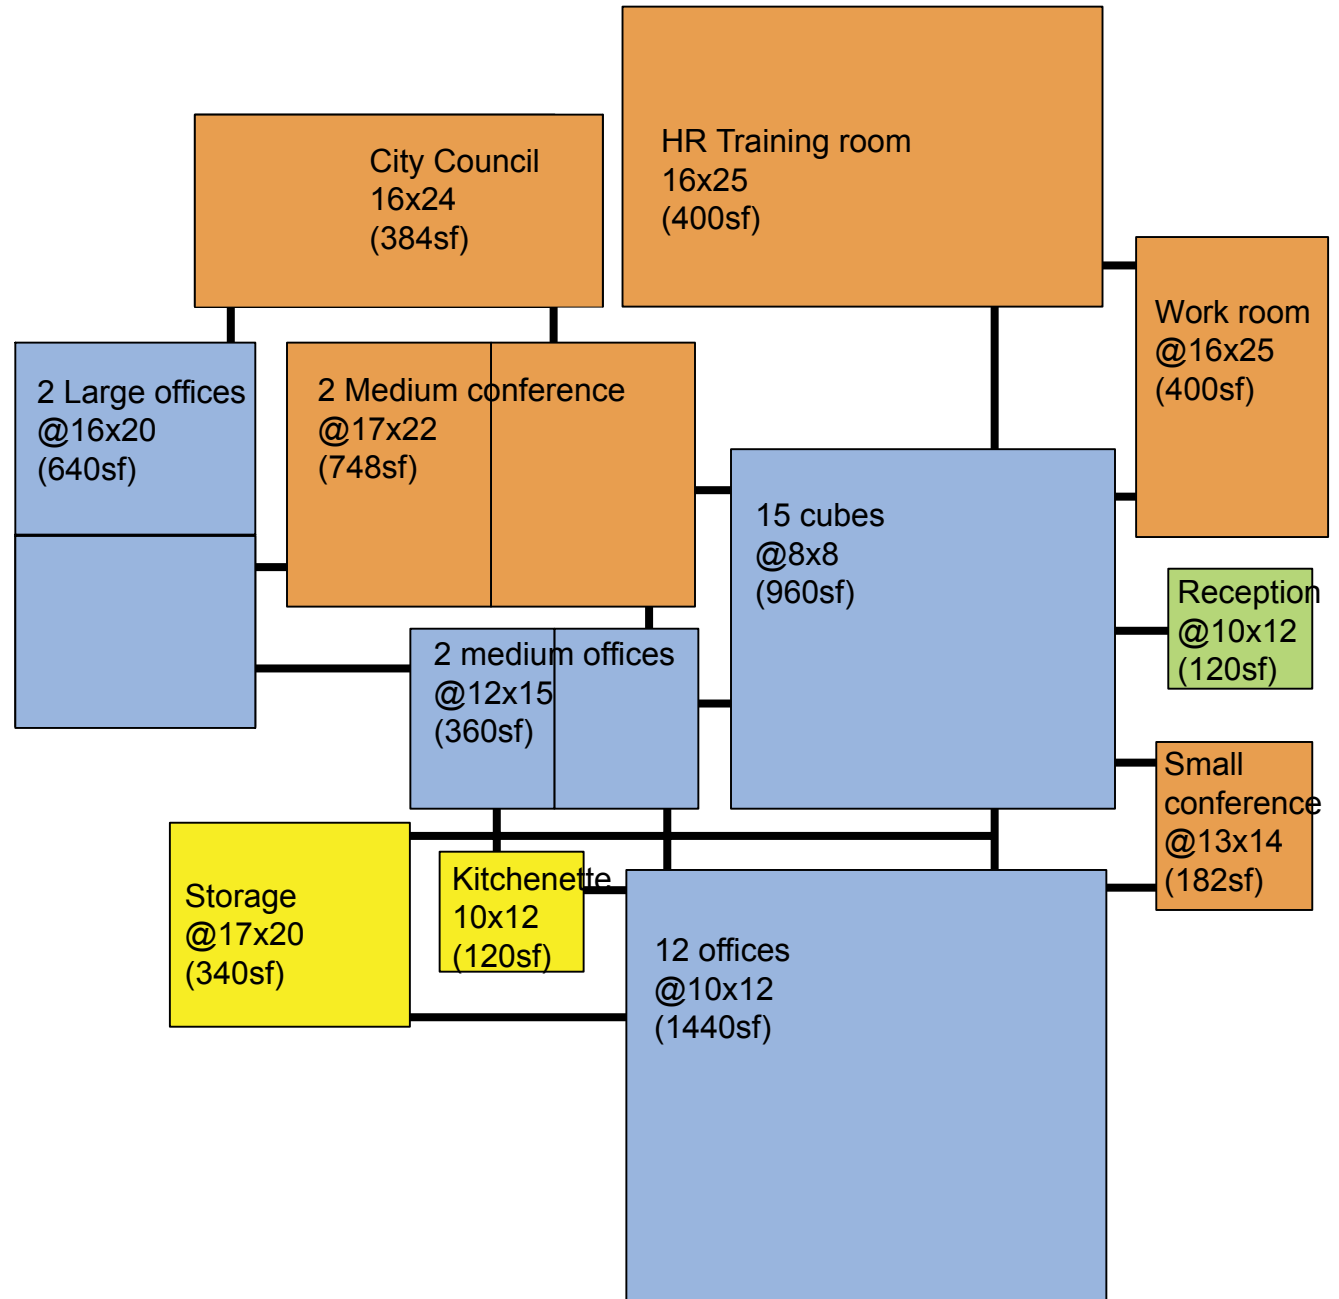 City Council
16x24
(384sf)
HR Training room
16x25
(400sf)
Work room
@16x25
(400sf)
2 Large offices
@16x20
(640sf)
2 Medium conference
@17x22
(748sf)
15 cubes
@8x8
(960sf)
Reception
@10x12
(120sf)
2 medium offices
@12x15
(360sf)
Small
conference
@13x14
(182sf)
Storage
@17x20
(340sf)
Kitchenette
10x12
(120sf)
12 offices
@10x12
(1440sf)